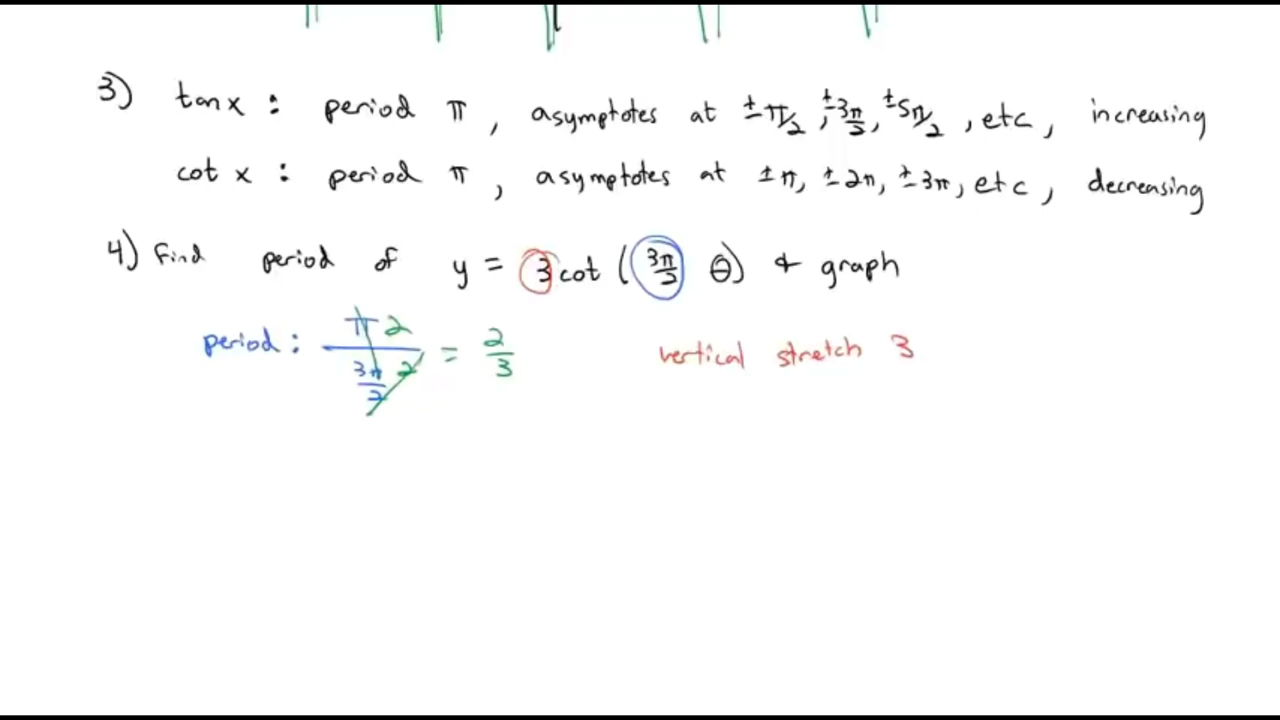 3) tan x : period π , asymptotes at ±π/2 , ±3π/2, ±5π/2 , etc , increasing
cot x : period π , asymptotes at ±π, ±2π, ±3π, etc , decreasing
4) Find period of y = 3 cot ( 3π/2 θ) & graph
period : π 2 / 3π/2 2 = 2/3 vertical stretch 3